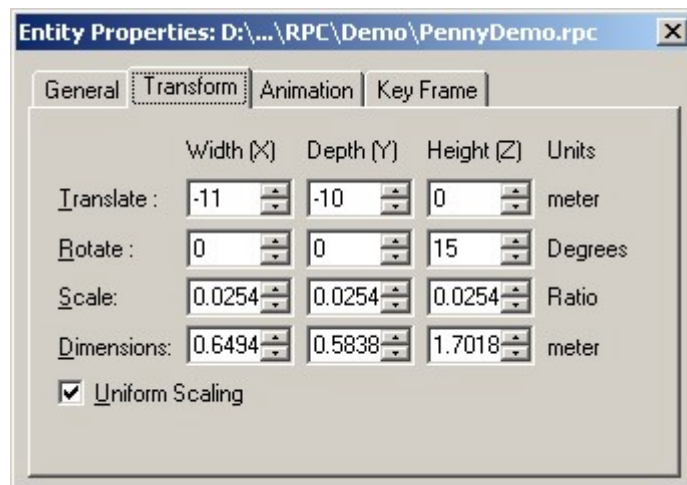 Entity Properties: D:\...\RPC\Demo\PennyDemo.rpc
General Transform Animation Key Frame
Width (X) Depth (Y) Height (Z) Units
Translate : -11 -10 0 meter
Rotate : 0 0 15 Degrees
Scale: 0.0254 0.0254 0.0254 Ratio
Dimensions: 0.6494 0.5838 1.7018 meter
Uniform Scaling